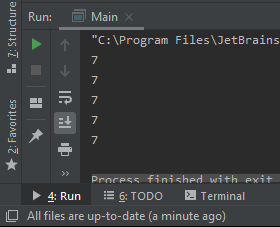 Run: Main ×
7: Structure
"C:\Program Files\JetBrains
7
7
7
7
7
Process finished with exit
2: Favorites
4: Run 6: TODO Terminal
All files are up-to-date (a minute ago)